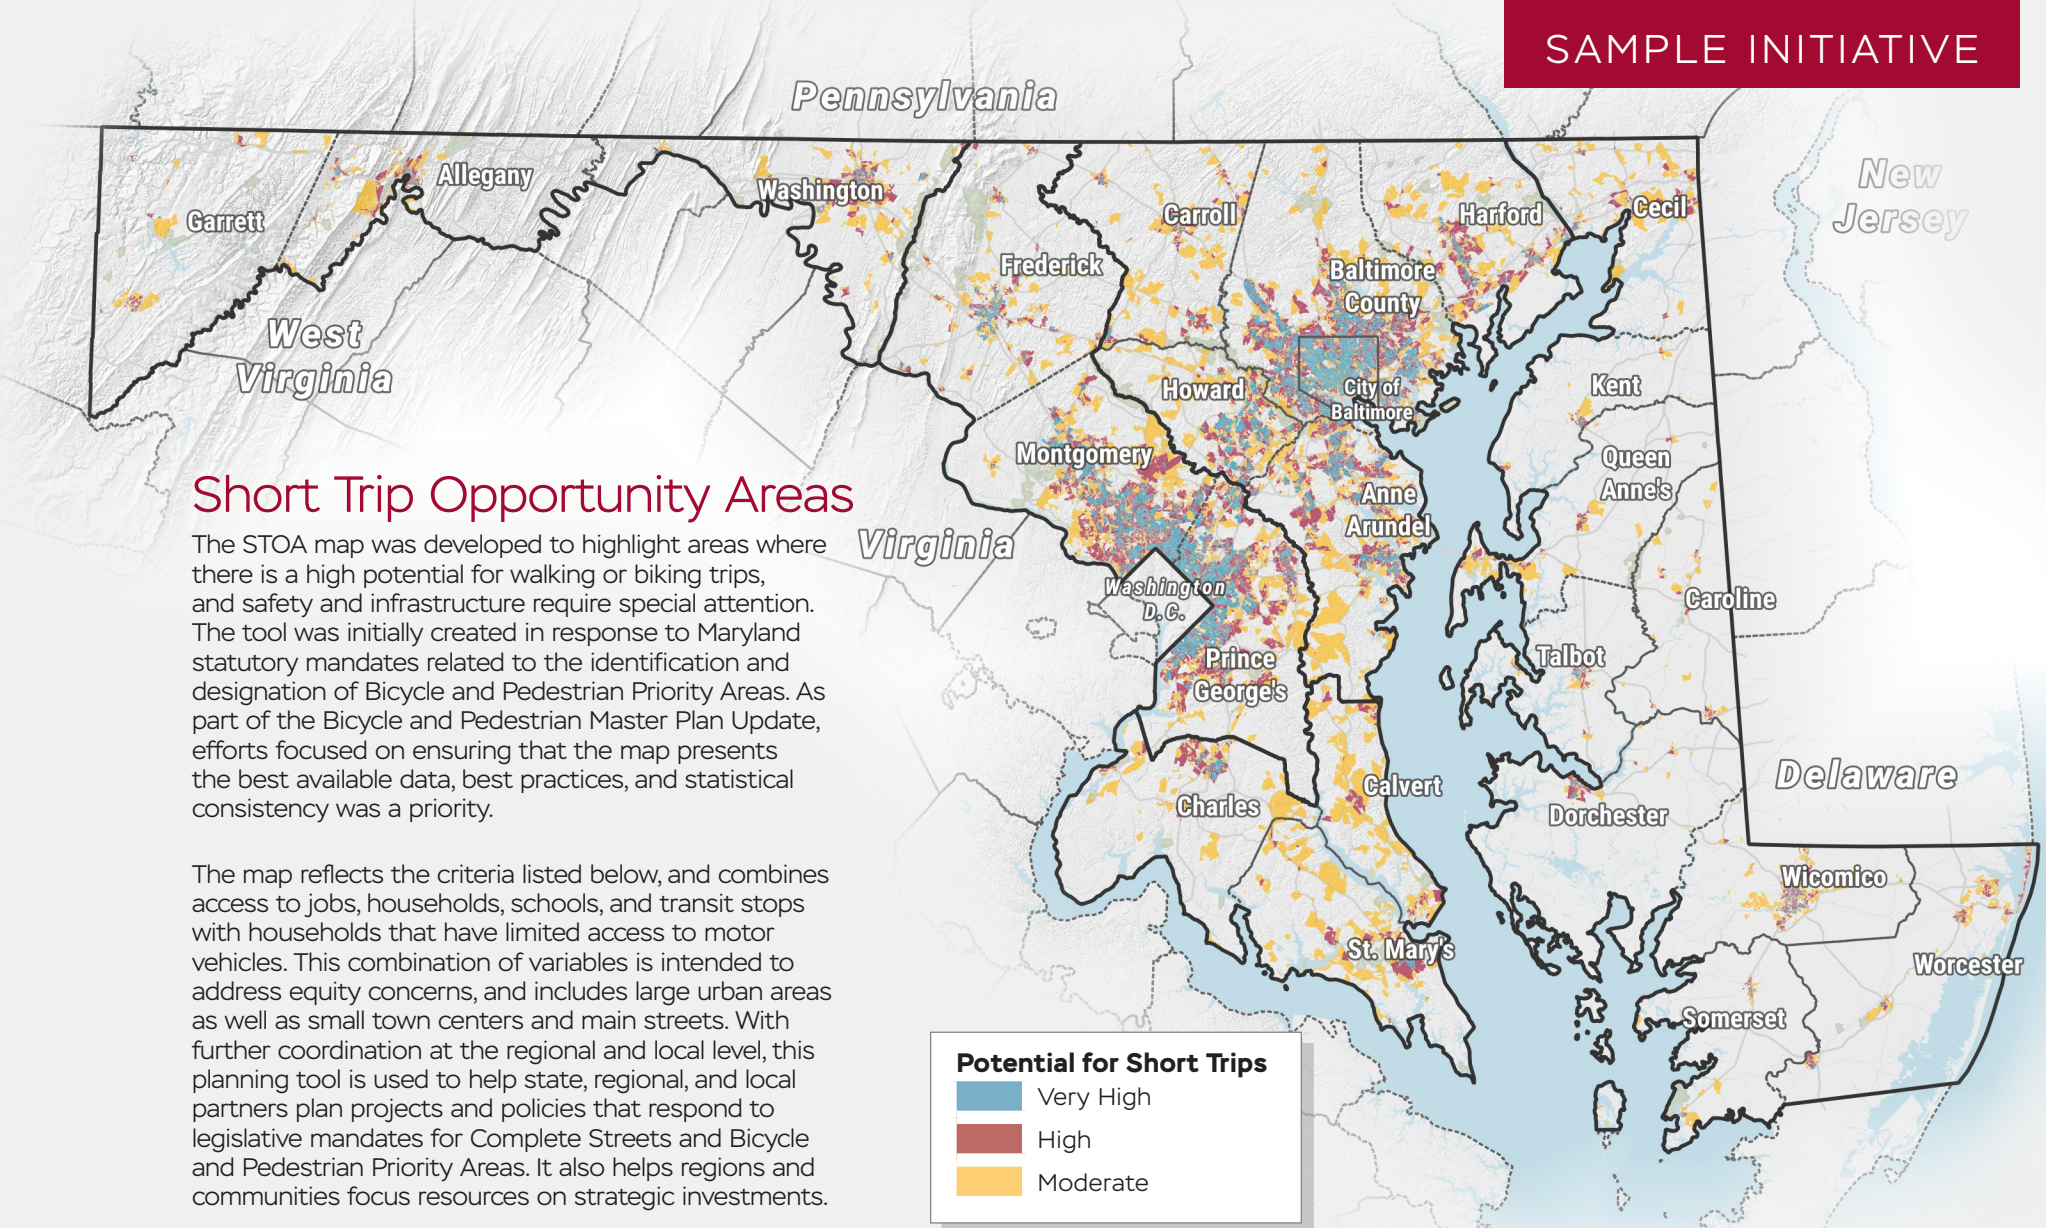 SAMPLE INITIATIVE
Pennsylvania
New
Jersey
Allegany
Washington
Garrett
Carroll
Harford
Cecil
Frederick
Baltimore
County
West
Virginia
Howard
City of
Baltimore
Kent
Montgomery
Queen
Anne's
Anne
Arundel
Virginia
Washington
D.C.
Caroline
Talbot
Prince
George's
Delaware
Calvert
Charles
Dorchester
Wicomico
St. Mary's
Worcester
Somerset
Short Trip Opportunity Areas
The STOA map was developed to highlight areas where
there is a high potential for walking or biking trips,
and safety and infrastructure require special attention.
The tool was initially created in response to Maryland
statutory mandates related to the identification and
designation of Bicycle and Pedestrian Priority Areas. As
part of the Bicycle and Pedestrian Master Plan Update,
efforts focused on ensuring that the map presents
the best available data, best practices, and statistical
consistency was a priority.
The map reflects the criteria listed below, and combines
access to jobs, households, schools, and transit stops
with households that have limited access to motor
vehicles. This combination of variables is intended to
address equity concerns, and includes large urban areas
as well as small town centers and main streets. With
further coordination at the regional and local level, this
planning tool is used to help state, regional, and local
partners plan projects and policies that respond to
legislative mandates for Complete Streets and Bicycle
and Pedestrian Priority Areas. It also helps regions and
communities focus resources on strategic investments.
Potential for Short Trips
Very High
High
Moderate